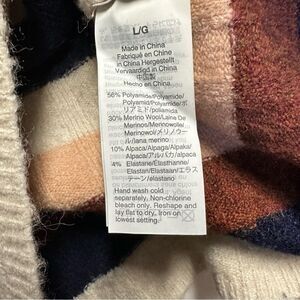 L/G
Made in China
Fabriqué en Chine
in China Hergestellt
Vervaardigd in China
中国製
Hecho en China
56% Polyamide/Polyamide/
Polyamid/Polyamide/ポ
リアミド/poliamida
30% Merino Wool/Laine De
Merinos/Merinowolle/
Merinowol/メリノウー
ル/lana merino
10% Alpaca/Alpaga/Alpaka/
Alpaca/アルパカ/alpaca
4% Elastane/Élasthanne/
Elastan/Elastaan/エラス
テーン/elastano
Hand wash cold
separately. Non-chlorine
bleach only. Reshape and
lay flat to dry. Iron on
lowest setting.